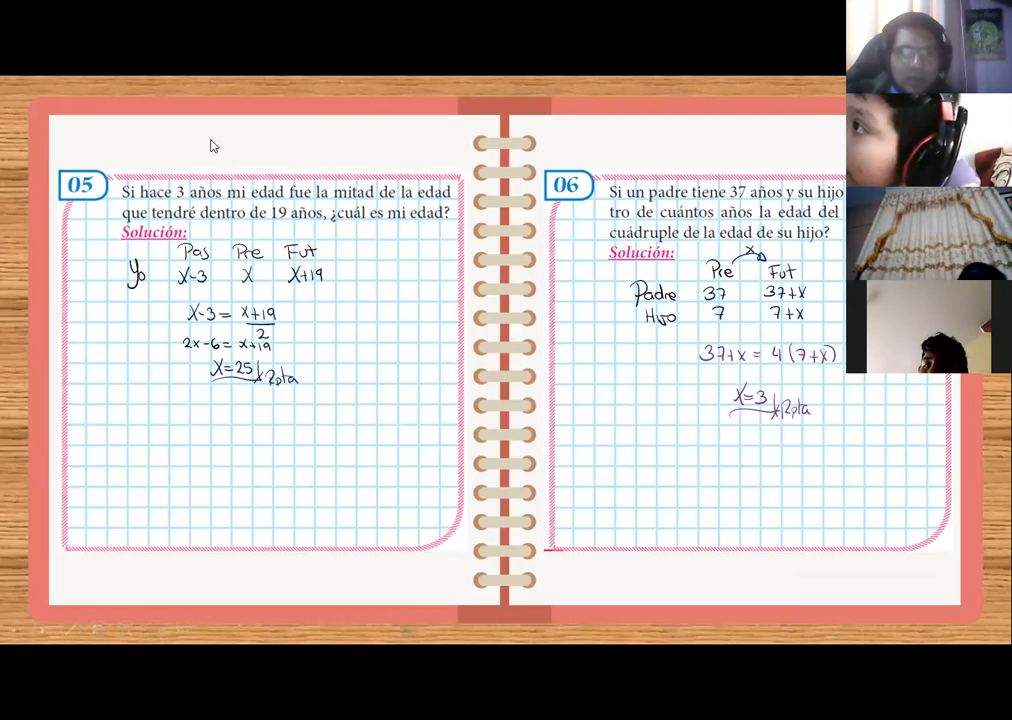 05
Si hace 3 años mi edad fue la mitad de la edad
que tendré dentro de 19 años, ¿cuál es mi edad?
Solución:
Pas Pre Fut
Yo x-3 x x+19
x-3 = x+19
2
2x-6 = x+19
x=25 Rpta
06
Si un padre tiene 37 años y su hijo
tro de cuántos años la edad del
cuádruple de la edad de su hijo?
Solución:
x
Pre Fut
Padre 37 37+x
Hijo 7 7+x
37+x = 4(7+x)
x=3 Rpta